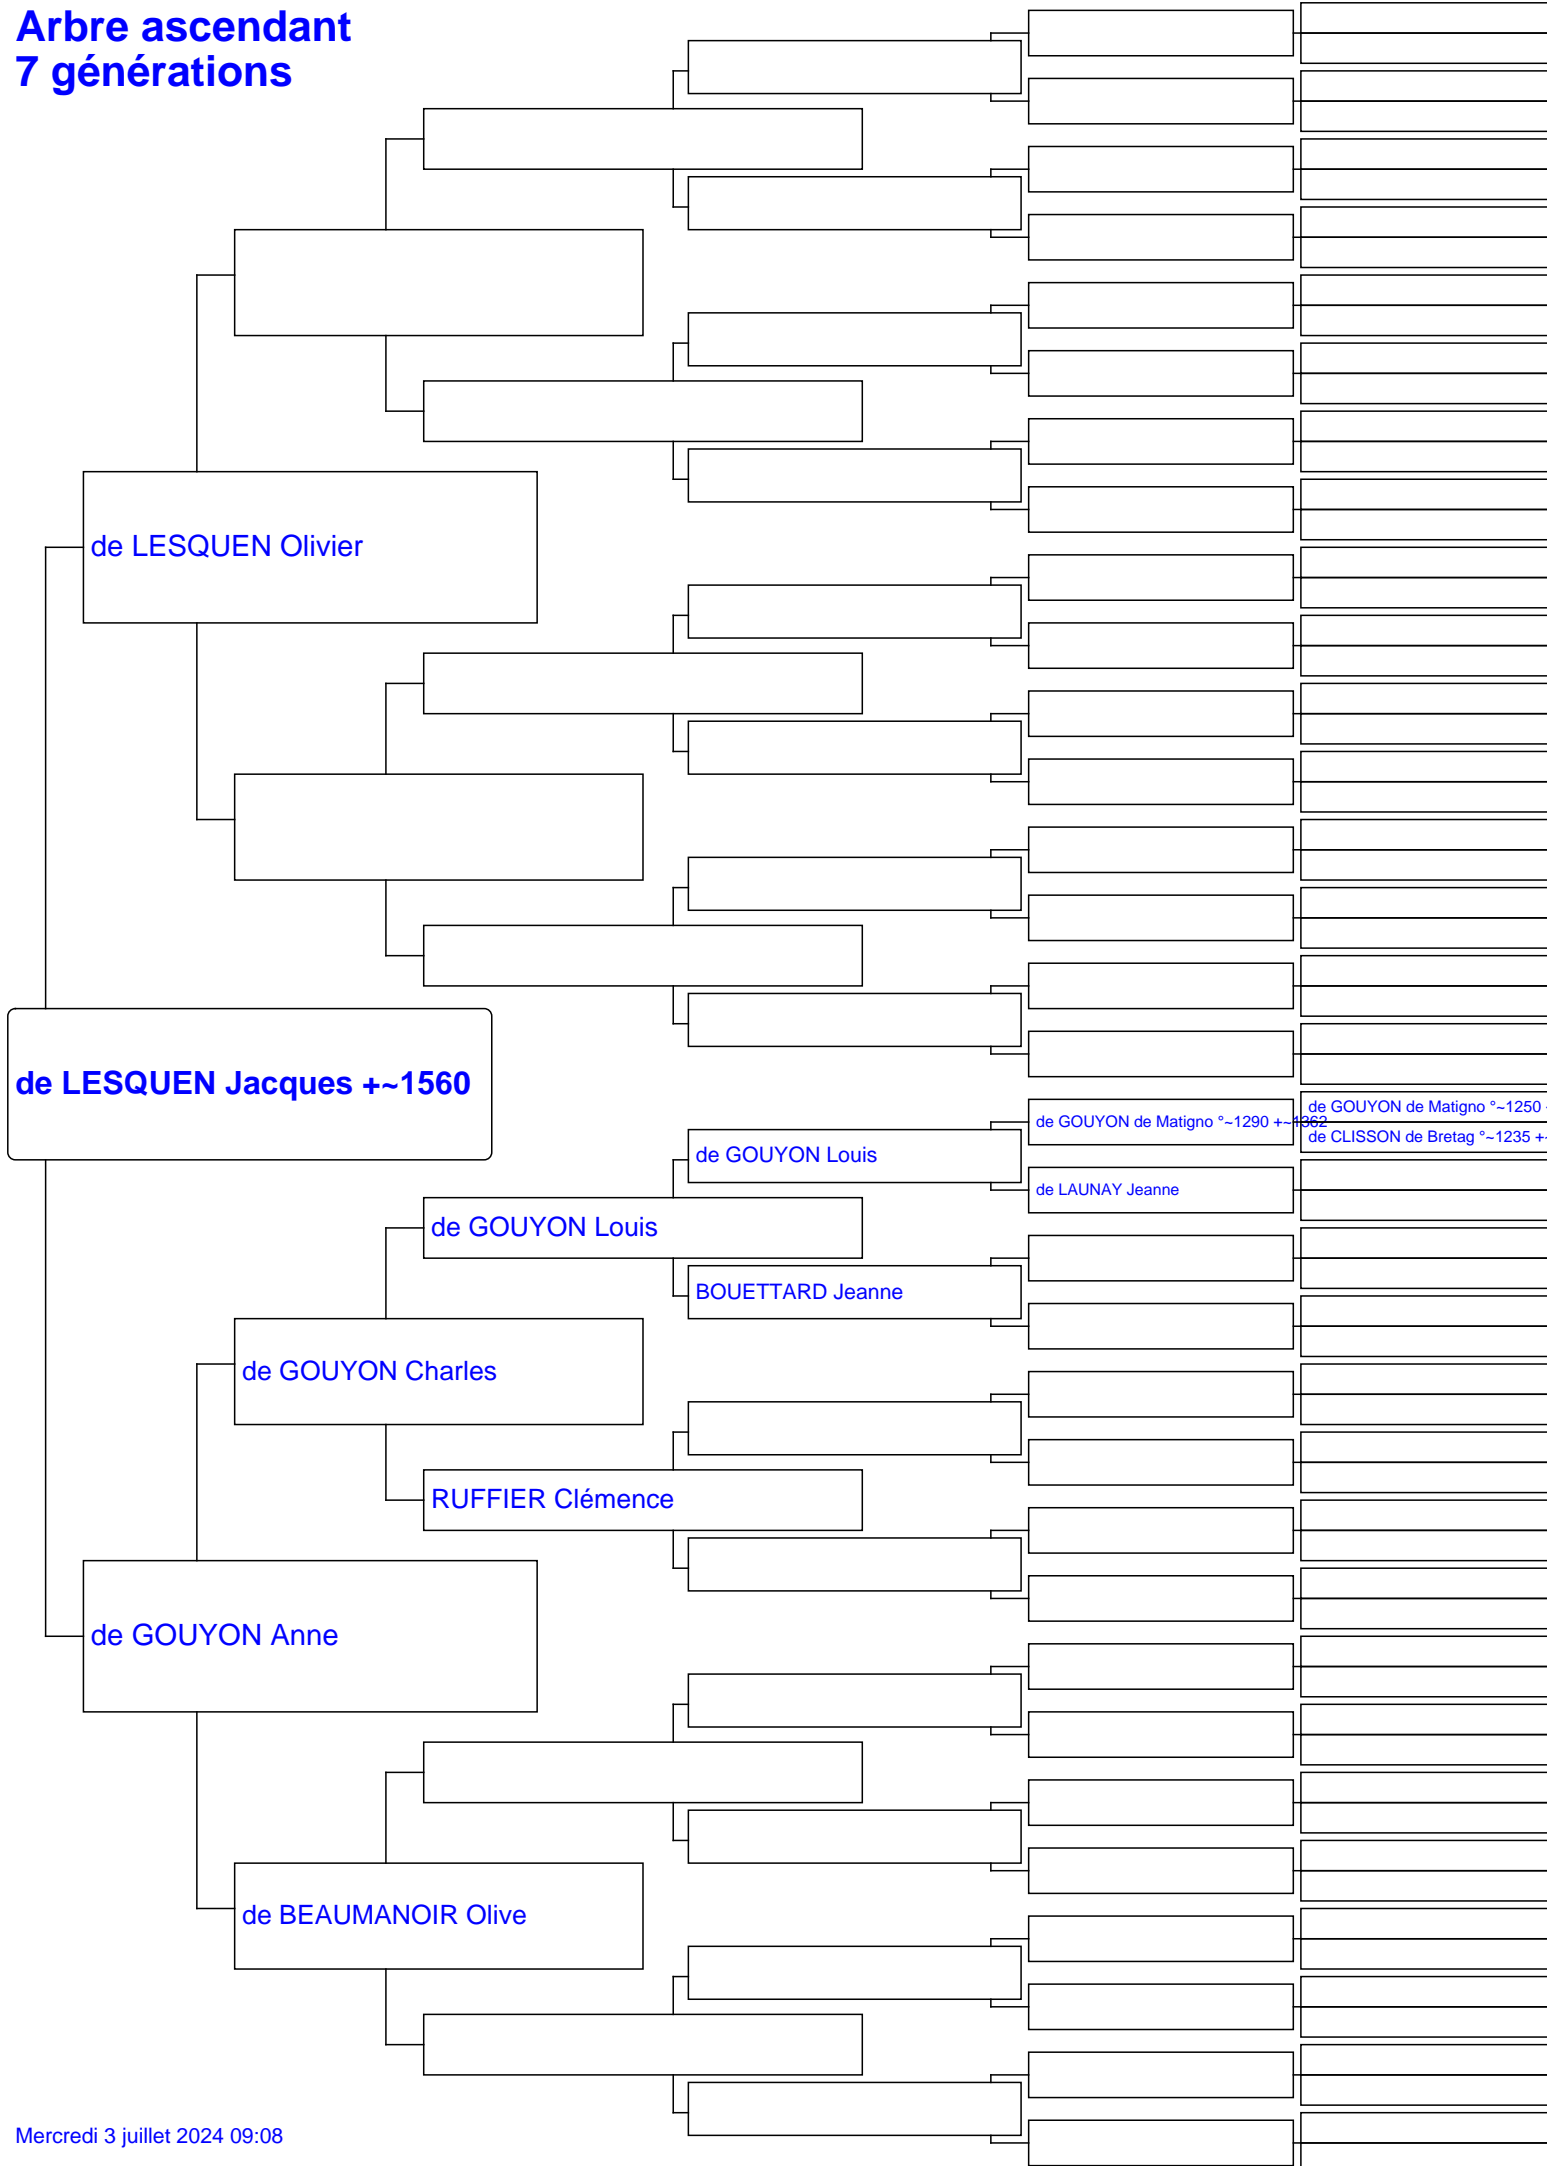 Arbre ascendant
7 générations
de LESQUEN Olivier
de LESQUEN Jacques +~1560
de GOUYON de Matigno °~1290 +~1362
de GOUYON de Matigno °~1250
de CLISSON de Bretag °~1235 +~
de GOUYON Louis
de LAUNAY Jeanne
de GOUYON Louis
BOUETTARD Jeanne
de GOUYON Charles
RUFFIER Clémence
de GOUYON Anne
de BEAUMANOIR Olive
Mercredi 3 juillet 2024 09:08